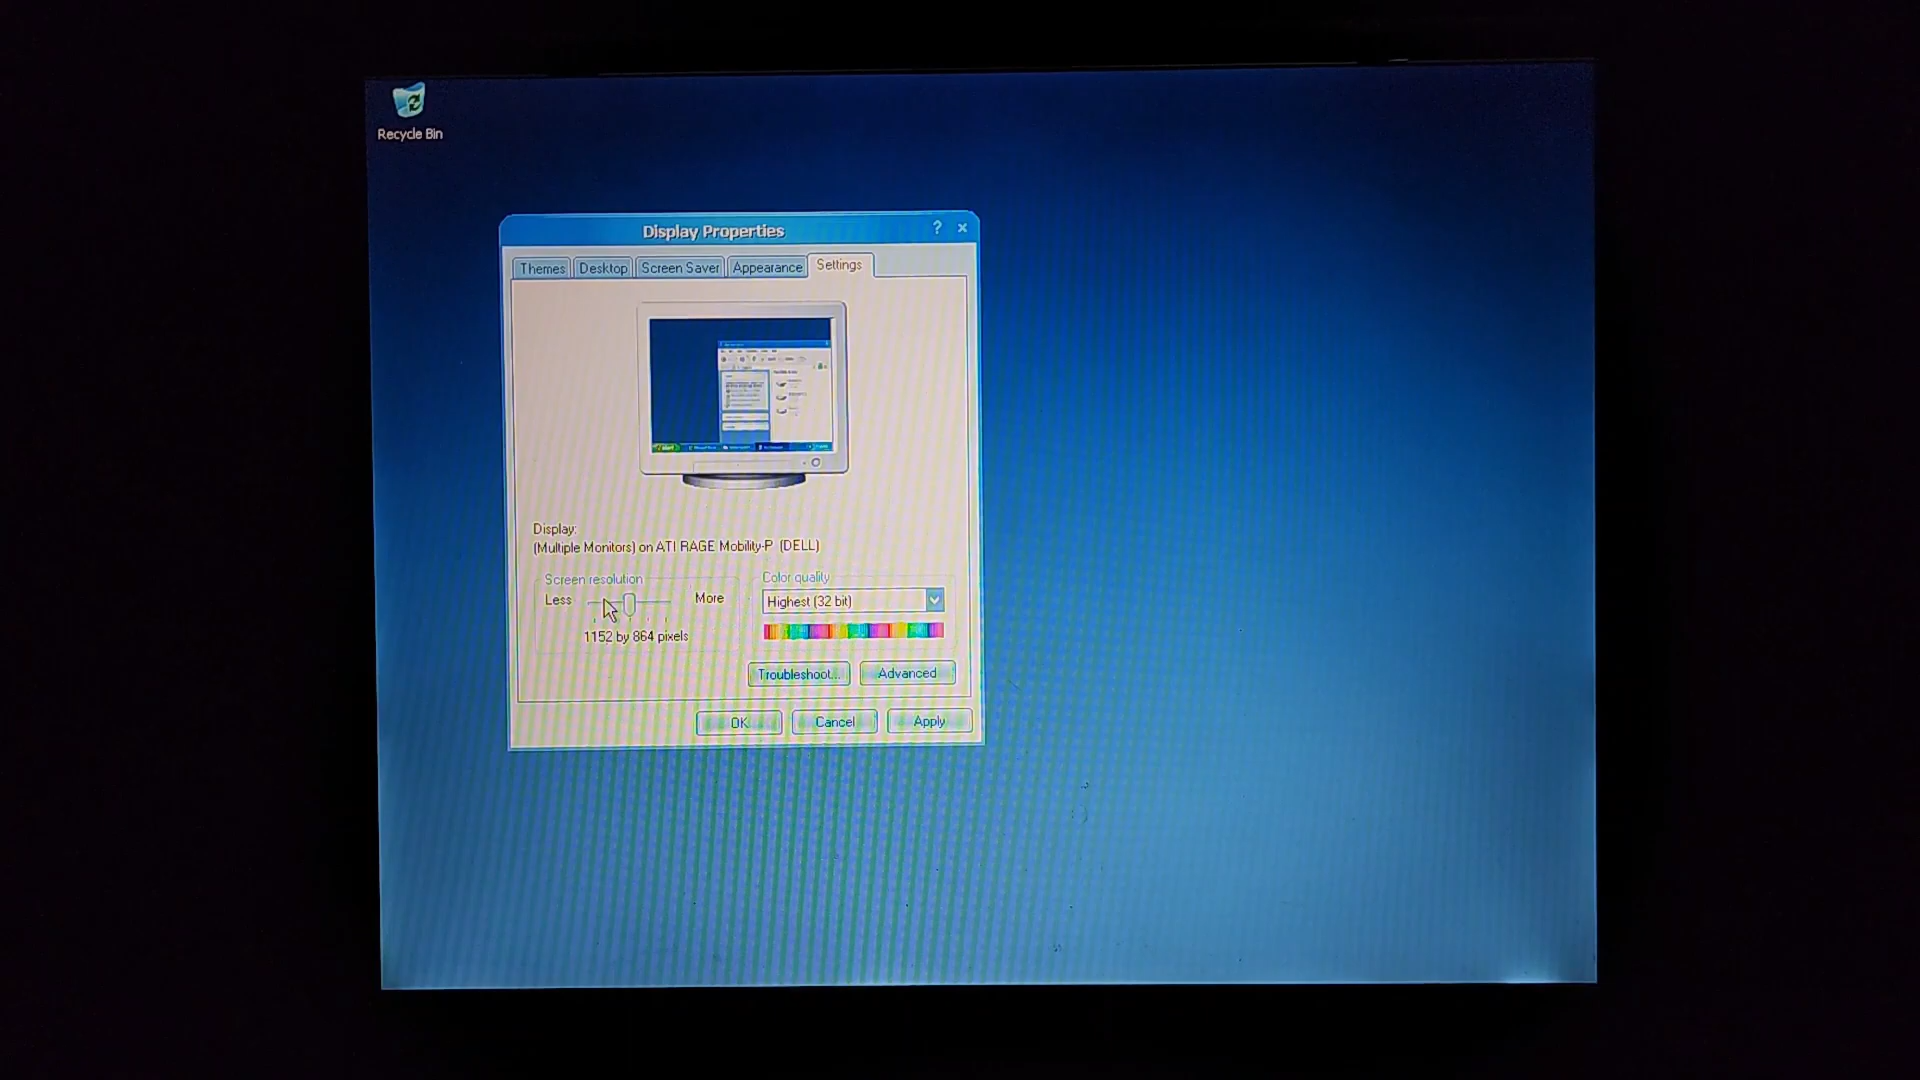 Recycle Bin
Display Properties
Themes
Desktop
Screen Saver
Appearance
Settings
Display:
(Multiple Monitors) on ATI RAGE Mobility-P (DELL)
Screen resolution
Less
More
1152 by 864 pixels
Color quality
Highest (32 bit)
Troubleshoot...
Advanced
OK
Cancel
Apply